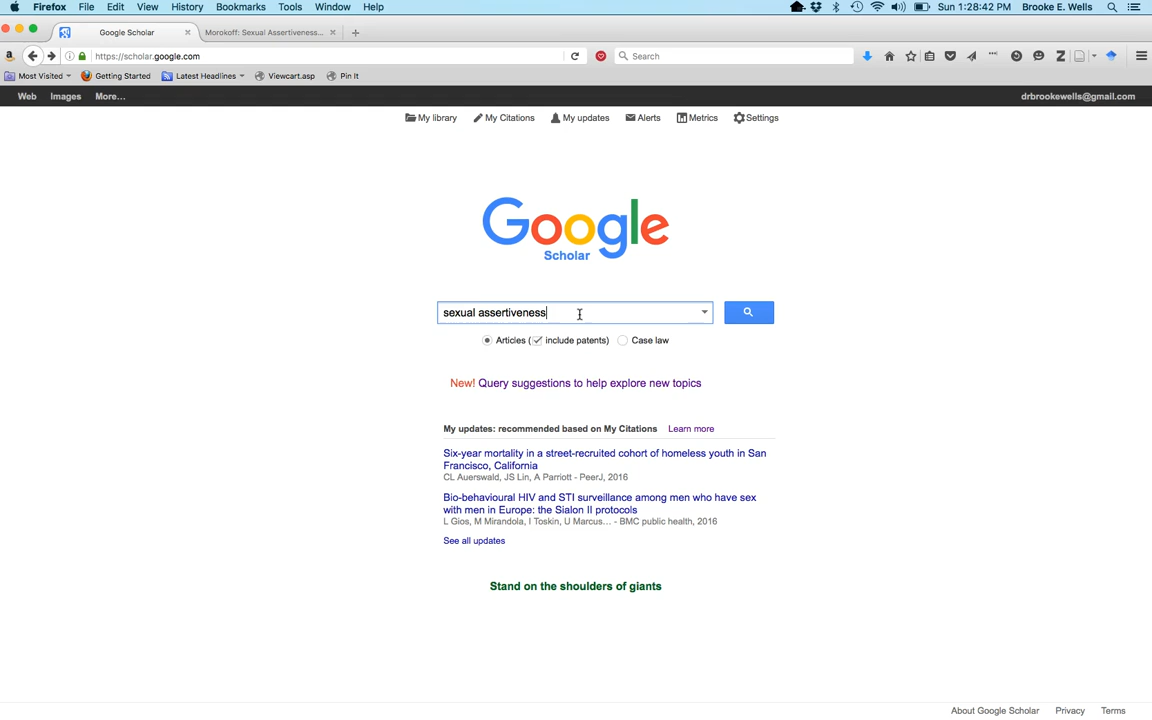 Firefox File Edit View History Bookmarks Tools Window Help Sun 1:28:42 PM Brooke E. Wells
Google Scholar Morokoff: Sexual Assertiveness...
https://scholar.google.com Search
Most Visited Getting Started Latest Headlines Viewcart.asp Pin It
Web Images More... drbrookewells@gmail.com
My library My Citations My updates Alerts Metrics Settings
Google
Scholar
sexual assertiveness
Articles (include patents) Case law
New! Query suggestions to help explore new topics
My updates: recommended based on My Citations Learn more
Six-year mortality in a street-recruited cohort of homeless youth in San
Francisco, California
CL Auerswald, JS Lin, A Parriott - PeerJ, 2016
Bio-behavioural HIV and STI surveillance among men who have sex
with men in Europe: the Sialon II protocols
L Gios, M Mirandola, I Toskin, U Marcus... - BMC public health, 2016
See all updates
Stand on the shoulders of giants
About Google Scholar Privacy Terms